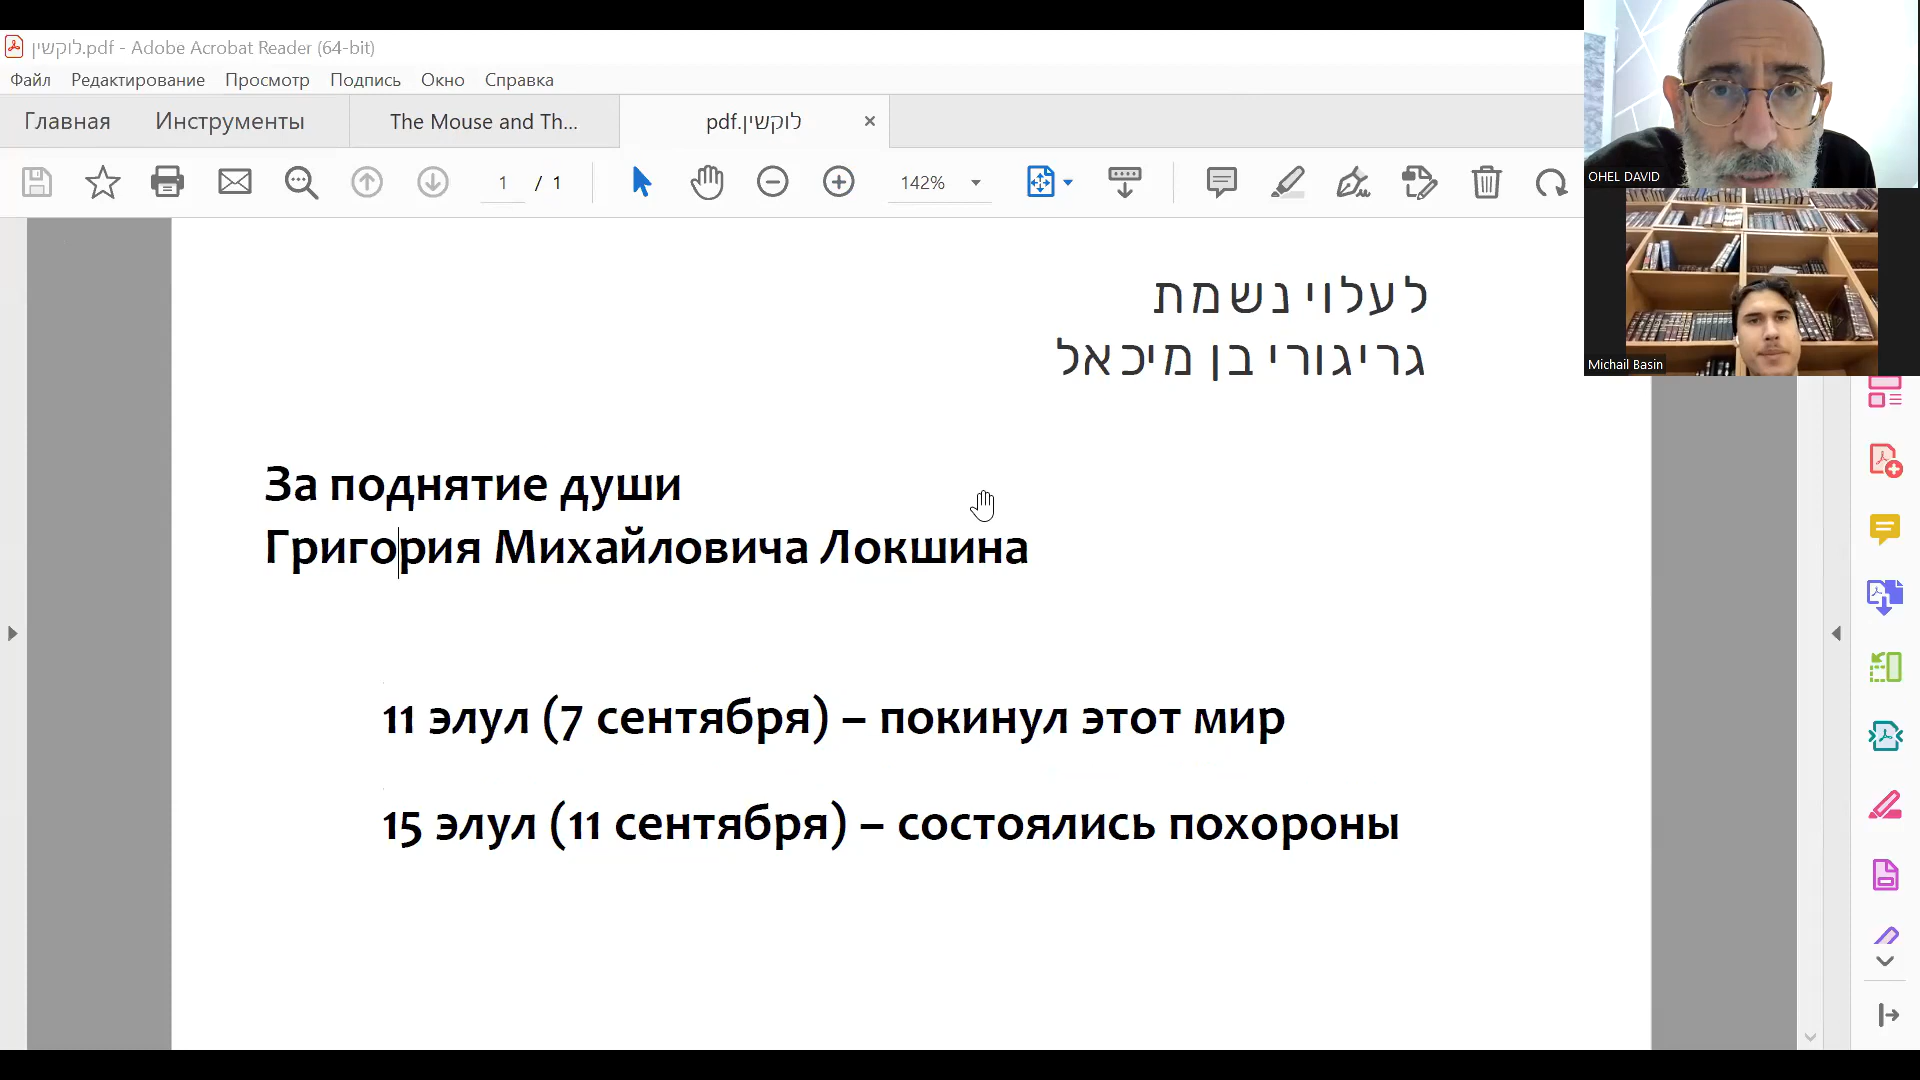 לוקשין.pdf - Adobe Acrobat Reader (64-bit)
Файл Редактирование Просмотр Подпись Окно Справка
Главная Инструменты The Mouse and Th... לוקשין.pdf
1 / 1 142%
OHEL DAVID
Michail Basin
לעלוי נשמת
גריגורי בן מיכאל
За поднятие души
Григория Михайловича Локшина
11 элул (7 сентября) – покинул этот мир
15 элул (11 сентября) – состоялись похороны